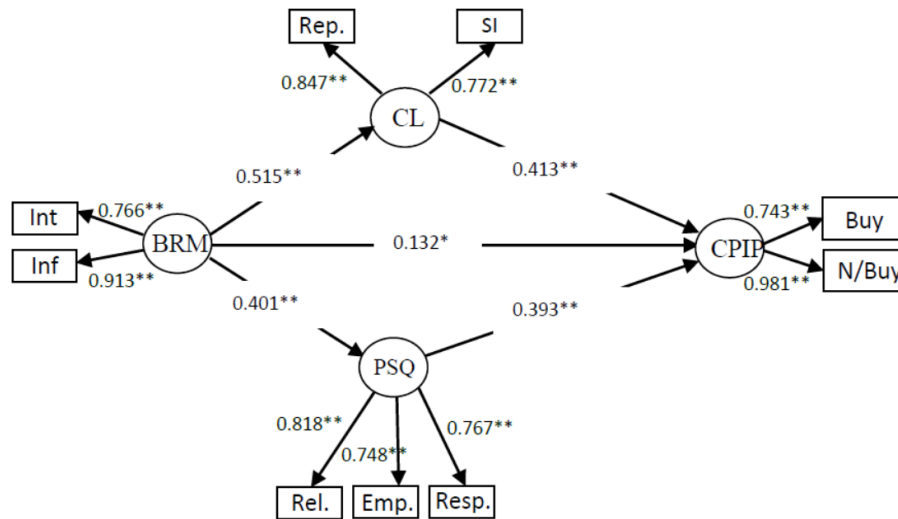 Rep.
SI
0.847**
0.772**
CL
0.515**
0.413**
Int
0.766**
0.743**
Buy
BRM
0.132*
CPIP
Inf
0.913**
0.981**
N/Buy
0.401**
0.393**
PSQ
0.818**
0.767**
0.748**
Rel.
Emp.
Resp.